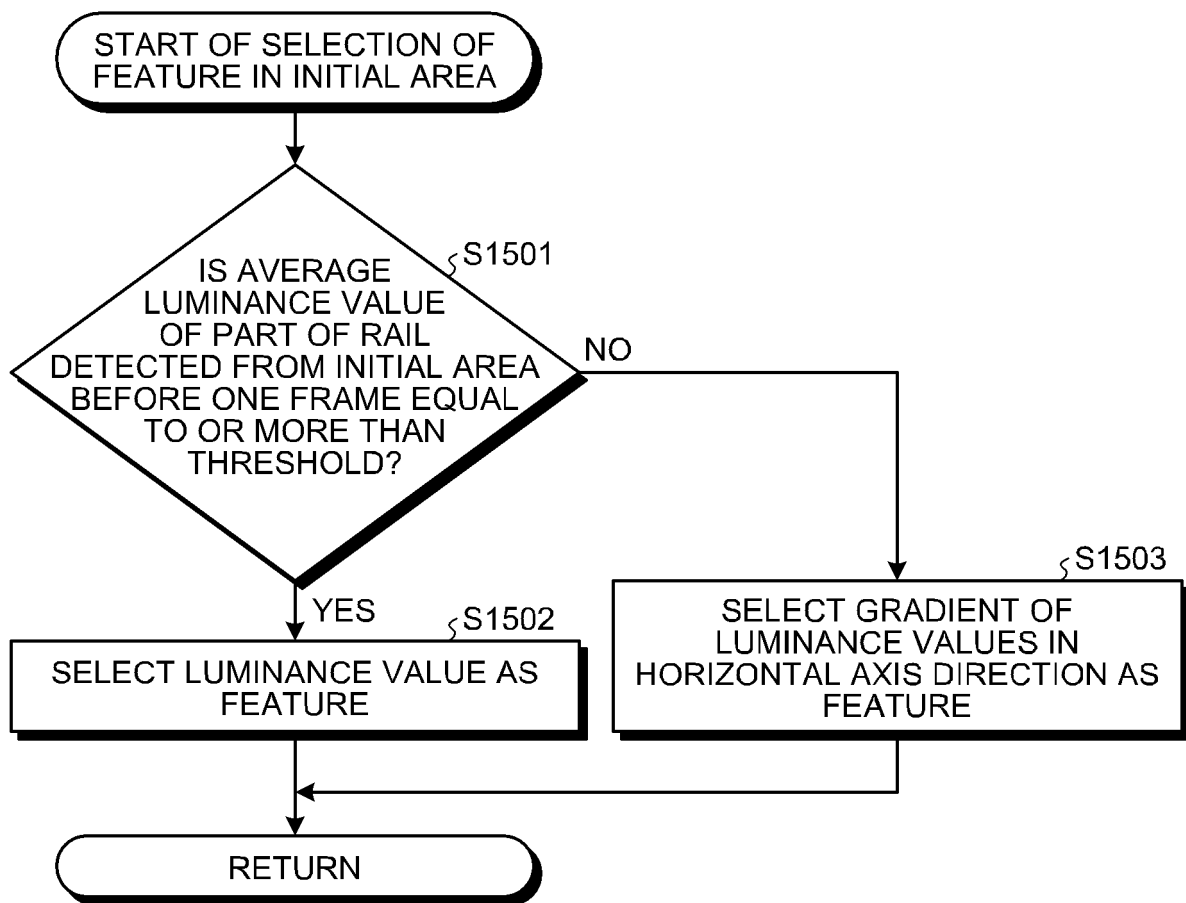 START OF SELECTION OF
FEATURE IN INITIAL AREA
S1501
IS AVERAGE
LUMINANCE VALUE
OF PART OF RAIL
DETECTED FROM INITIAL AREA
BEFORE ONE FRAME EQUAL
TO OR MORE THAN
THRESHOLD?
NO
YES
S1502
SELECT LUMINANCE VALUE AS
FEATURE
S1503
SELECT GRADIENT OF
LUMINANCE VALUES IN
HORIZONTAL AXIS DIRECTION AS
FEATURE
RETURN